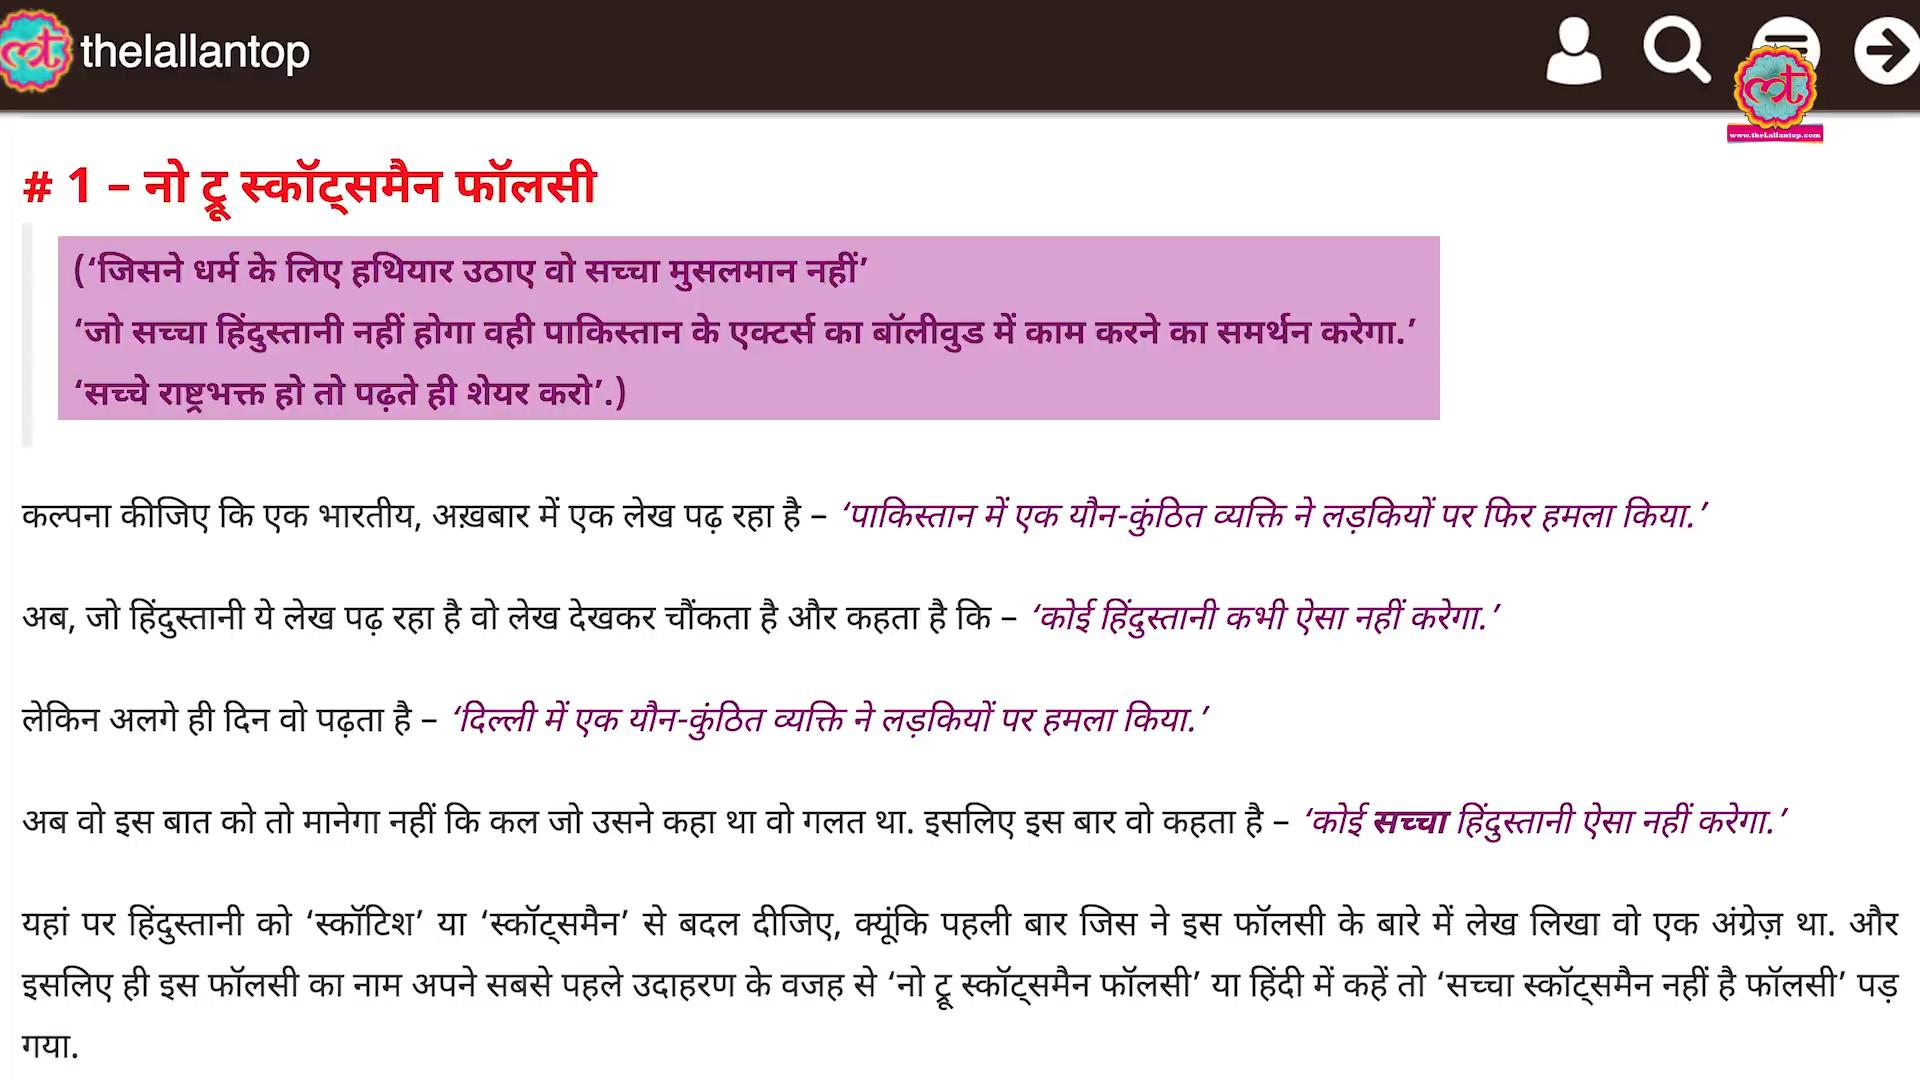 thelallantop
www.theLallantop.com
# 1 – नो ट्रू स्कॉट्समैन फॉलसी
(‘जिसने धर्म के लिए हथियार उठाए वो सच्चा मुसलमान नहीं’
‘जो सच्चा हिंदुस्तानी नहीं होगा वही पाकिस्तान के एक्टर्स का बॉलीवुड में काम करने का समर्थन करेगा.’
‘सच्चे राष्ट्रभक्त हो तो पढ़ते ही शेयर करो’.)
कल्पना कीजिए कि एक भारतीय, अख़बार में एक लेख पढ़ रहा है – ‘पाकिस्तान में एक यौन-कुंठित व्यक्ति ने लड़कियों पर फिर हमला किया.’
अब, जो हिंदुस्तानी ये लेख पढ़ रहा है वो लेख देखकर चौंकता है और कहता है कि – ‘कोई हिंदुस्तानी कभी ऐसा नहीं करेगा.’
लेकिन अलगे ही दिन वो पढ़ता है – ‘दिल्ली में एक यौन-कुंठित व्यक्ति ने लड़कियों पर हमला किया.’
अब वो इस बात को तो मानेगा नहीं कि कल जो उसने कहा था वो गलत था. इसलिए इस बार वो कहता है – ‘कोई सच्चा हिंदुस्तानी ऐसा नहीं करेगा.’
यहां पर हिंदुस्तानी को ‘स्कॉटिश’ या ‘स्कॉट्समैन’ से बदल दीजिए, क्यूंकि पहली बार जिस ने इस फॉलसी के बारे में लेख लिखा वो एक अंग्रेज़ था. और
इसलिए ही इस फॉलसी का नाम अपने सबसे पहले उदाहरण के वजह से ‘नो ट्रू स्कॉट्समैन फॉलसी’ या हिंदी में कहें तो ‘सच्चा स्कॉट्समैन नहीं है फॉलसी’ पड़
गया.